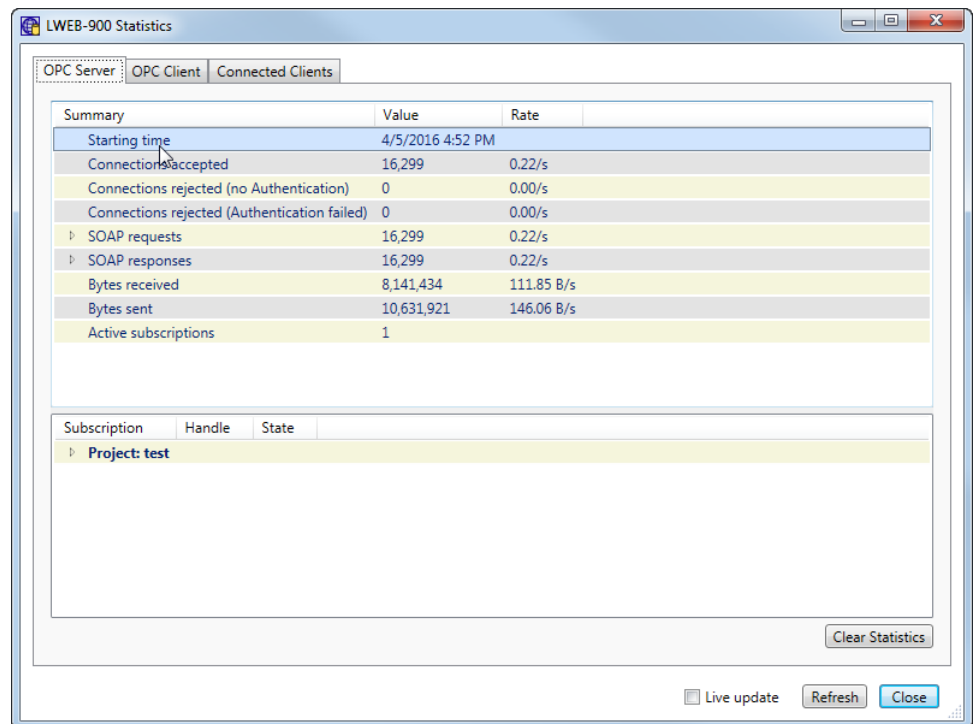 LWEB-900 Statistics
OPC Server OPC Client Connected Clients
Summary Value Rate
Starting time 4/5/2016 4:52 PM
Connections accepted 16,299 0.22/s
Connections rejected (no Authentication) 0 0.00/s
Connections rejected (Authentication failed) 0 0.00/s
SOAP requests 16,299 0.22/s
SOAP responses 16,299 0.22/s
Bytes received 8,141,434 111.85 B/s
Bytes sent 10,631,921 146.06 B/s
Active subscriptions 1
Subscription Handle State
Project: test
Clear Statistics
Live update Refresh Close